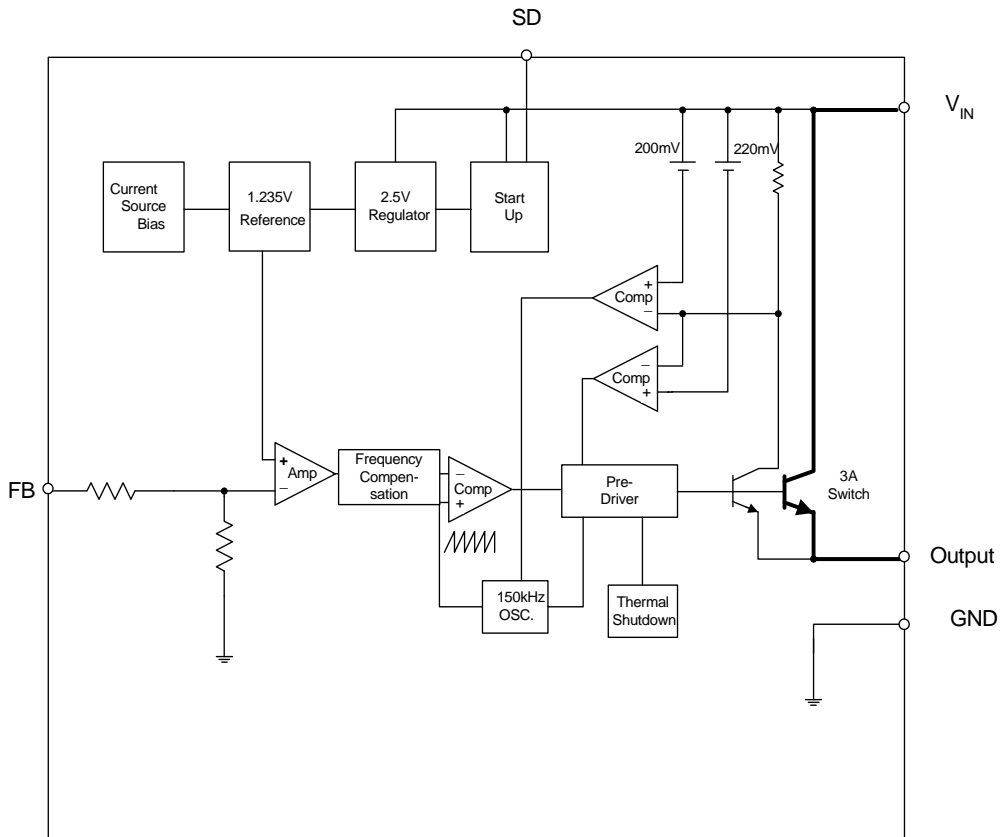 SD
V_IN
200mV
220mV
Current
Source
Bias
1.235V
Reference
2.5V
Regulator
Start
Up
Comp
+
−
Comp
−
+
FB
+
−
Amp
Frequency
Compen-
sation
−
+
Comp
Pre-
Driver
3A
Switch
Output
150kHz
OSC.
Thermal
Shutdown
GND